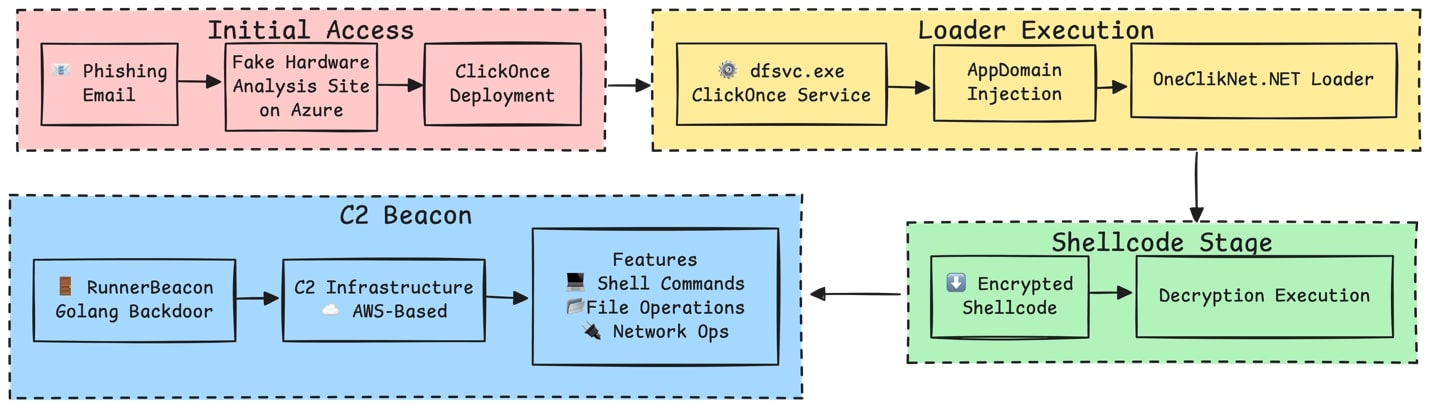 Initial Access
📧 Phishing
Email
Fake Hardware
Analysis Site
on Azure
ClickOnce
Deployment
Loader Execution
⚙️ dfsvc.exe
ClickOnce Service
AppDomain
Injection
OneClikNet.NET Loader
Shellcode Stage
⬇️ Encrypted
Shellcode
Decryption Execution
C2 Beacon
🚪 RunnerBeacon
Golang Backdoor
C2 Infrastructure
☁️ AWS-Based
Features
💻 Shell Commands
📂File Operations
🔌 Network Ops